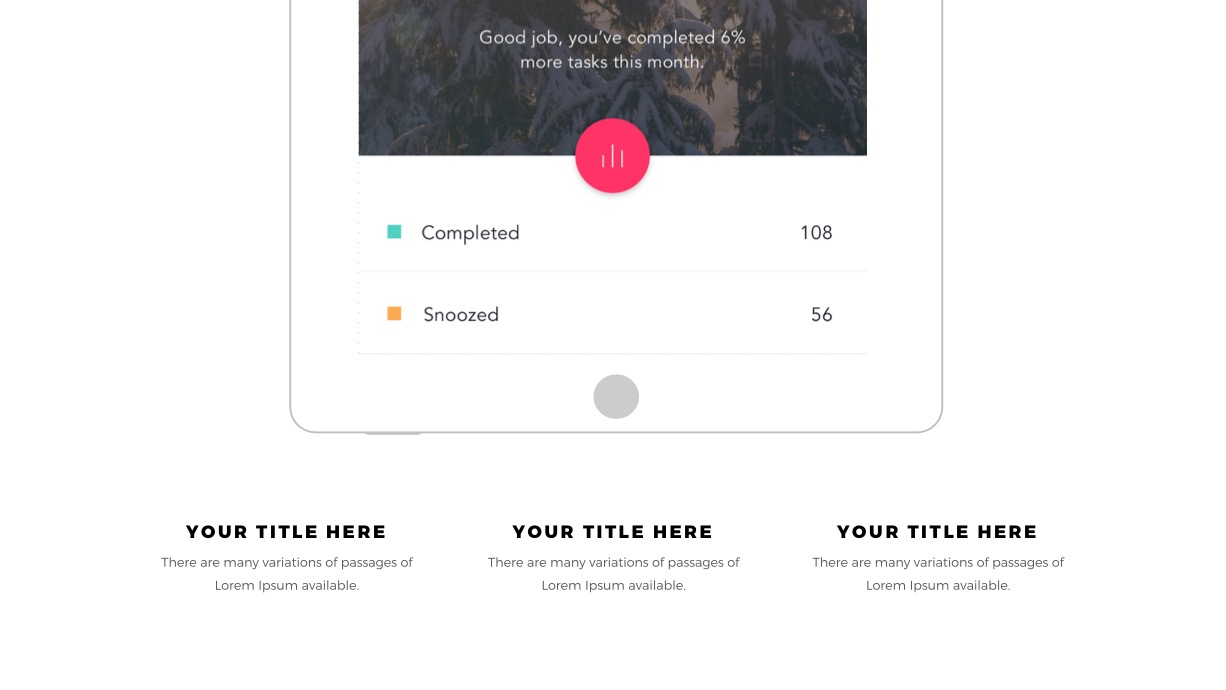 Good job, you've completed 6%
more tasks this month.
Completed 108
Snoozed 56
YOUR TITLE HERE
There are many variations of passages of
Lorem Ipsum available.
YOUR TITLE HERE
There are many variations of passages of
Lorem Ipsum available.
YOUR TITLE HERE
There are many variations of passages of
Lorem Ipsum available.